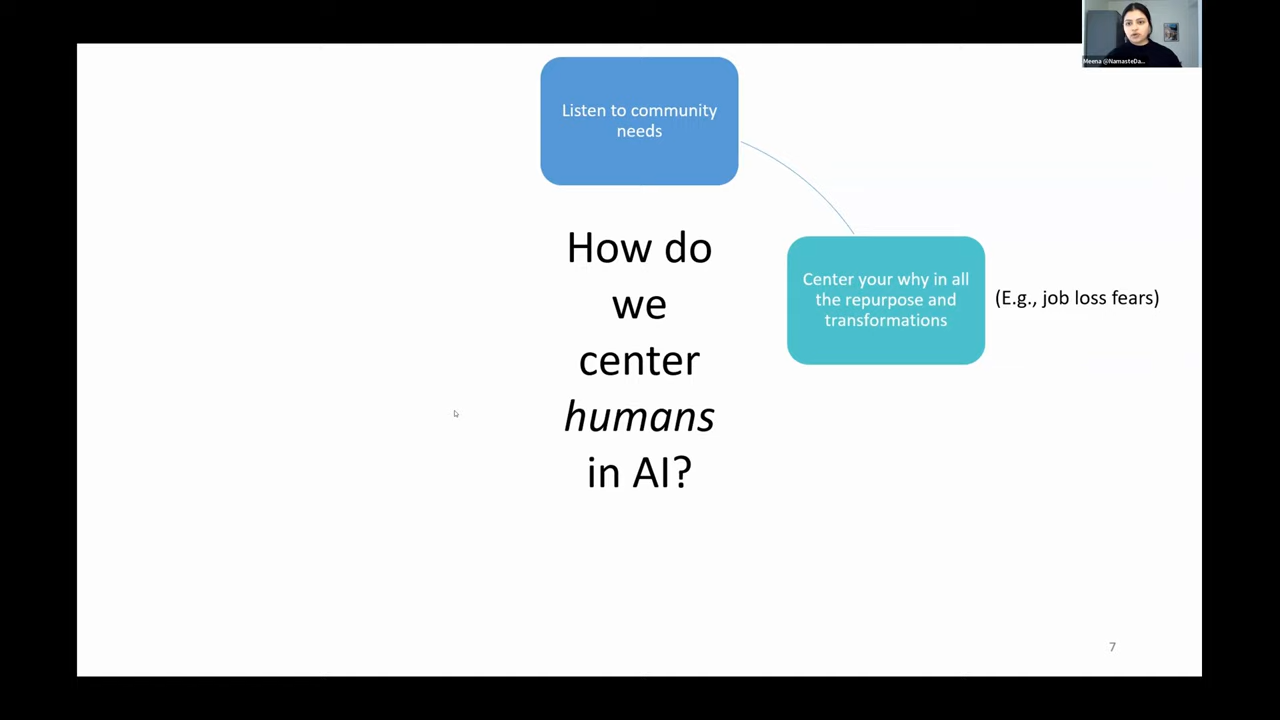 Meena @NamasteDa...
Listen to community
needs
How do
we
center
humans
in AI?
Center your why in all
the repurpose and
transformations
(E.g., job loss fears)
7